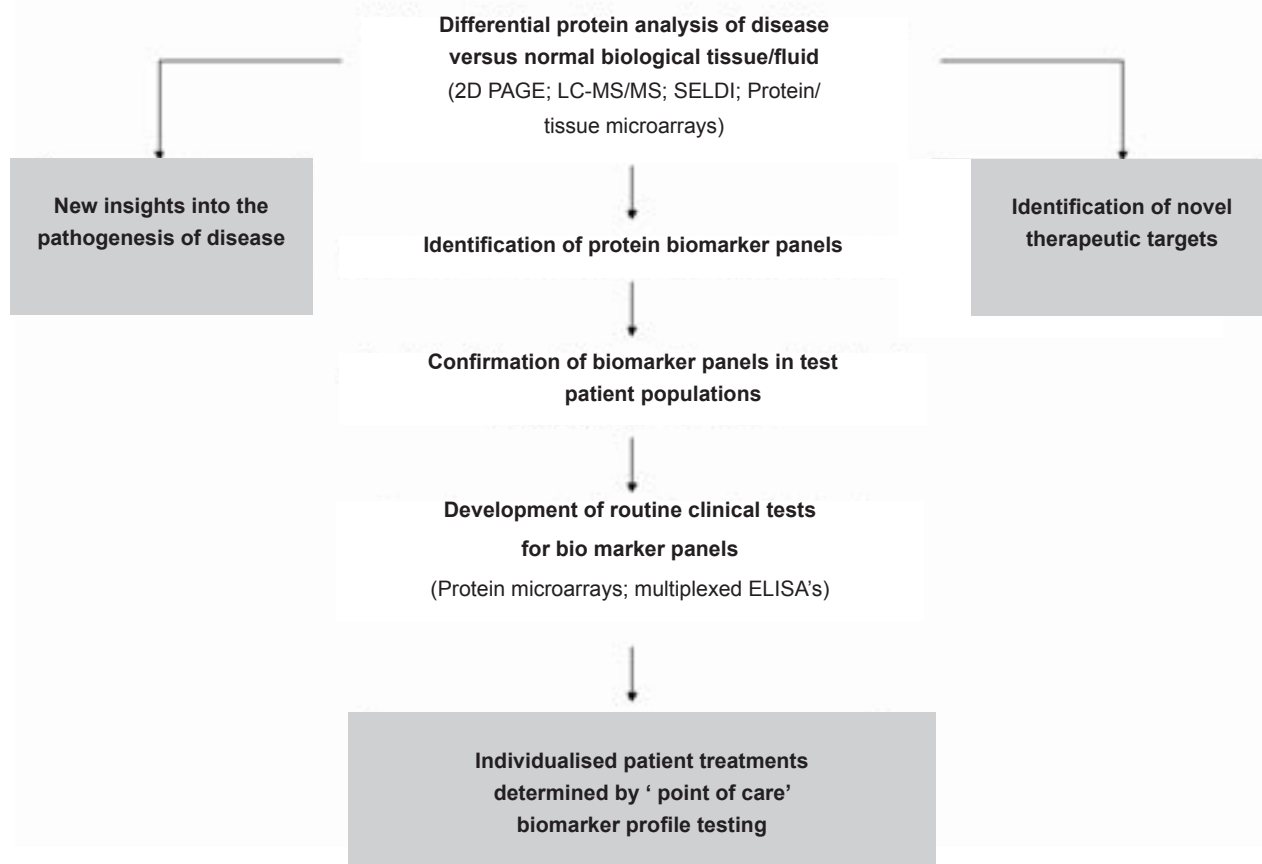 Differential protein analysis of disease
versus normal biological tissue/fluid
(2D PAGE; LC-MS/MS; SELDI; Protein/
tissue microarrays)
New insights into the
pathogenesis of disease
Identification of novel
therapeutic targets
Identification of protein biomarker panels
Confirmation of biomarker panels in test
patient populations
Development of routine clinical tests
for bio marker panels
(Protein microarrays; multiplexed ELISA's)
Individualised patient treatments
determined by ‘ point of care’
biomarker profile testing